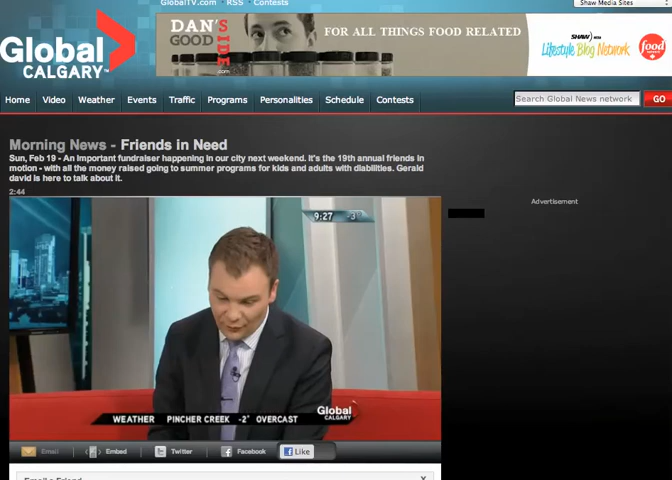 GlobalTV.com RSS Contests
Shaw Media Sites
DAN'S
GOOD
SIDE
.com
FOR ALL THINGS FOOD RELATED
SHAW
Lifestyle Blog Network
food
Global
CALGARY
Home Video Weather Events Traffic Programs Personalities Schedule Contests
Search Global News network GO
Morning News - Friends in Need
Sun, Feb 19 - An Important fundraiser happening in our city next weekend. It's the 19th annual friends in
motion - with all the money raised going to summer programs for kids and adults with disabilities. Gerald
david is here to talk about it.
2:44
Advertisement
9:27 -3°
WEATHER PINCHER CREEK -2° OVERCAST
Global
CALGARY
Email Embed Twitter Facebook Like
Email a Friend X